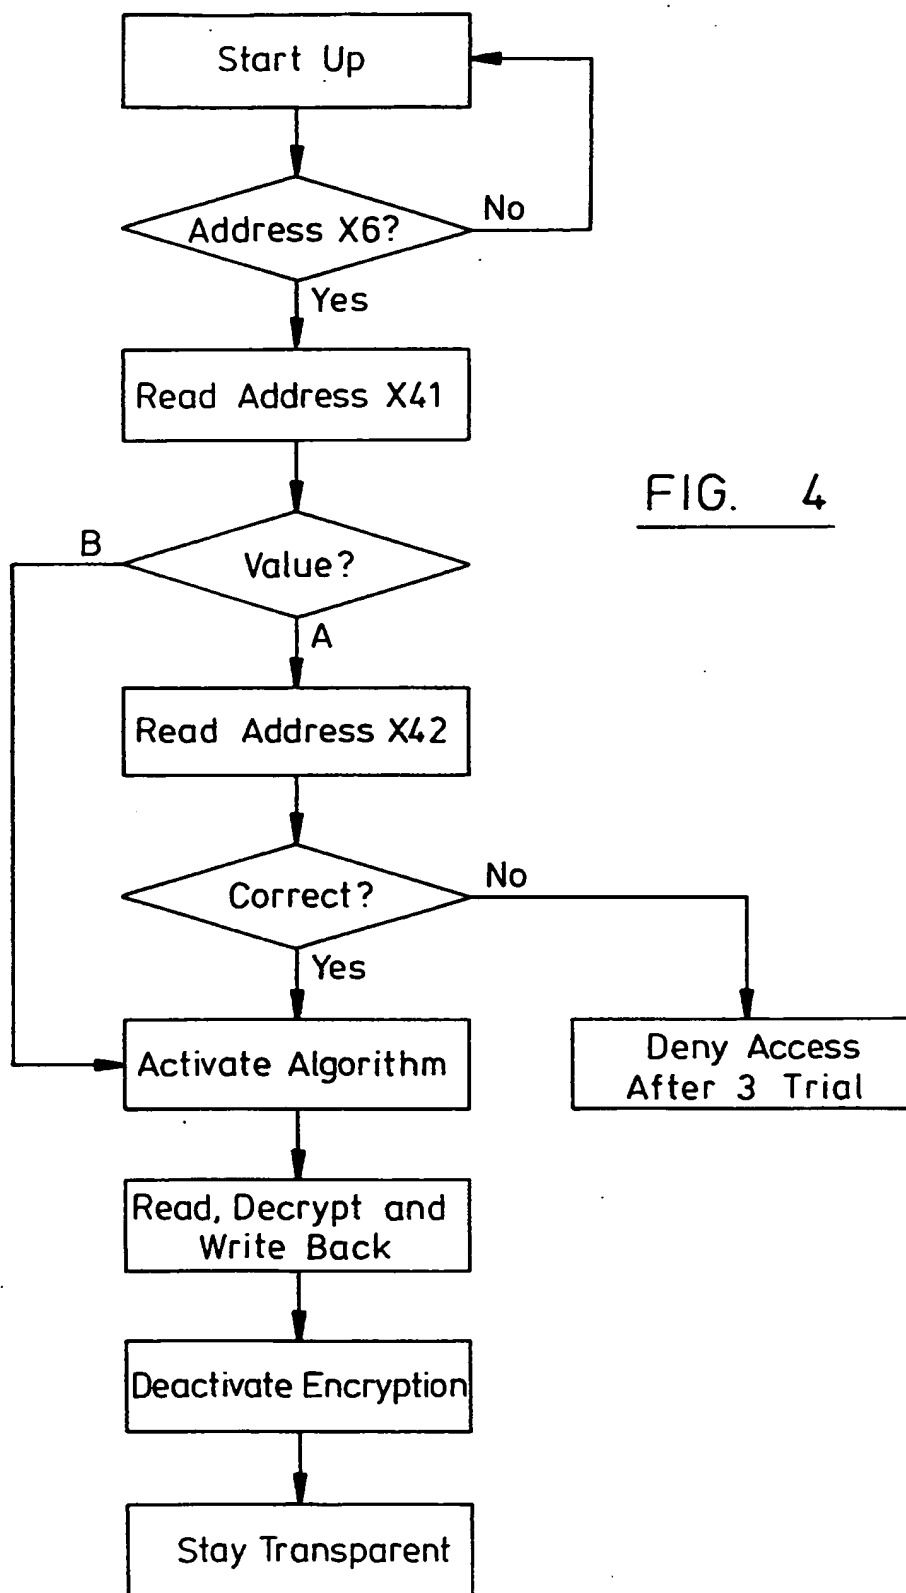 Start Up
Address X6?
No
Yes
Read Address X41
FIG. 4
B
Value?
A
Read Address X42
Correct?
No
Yes
Activate Algorithm
Deny Access
After 3 Trial
Read, Decrypt and
Write Back
Deactivate Encryption
Stay Transparent